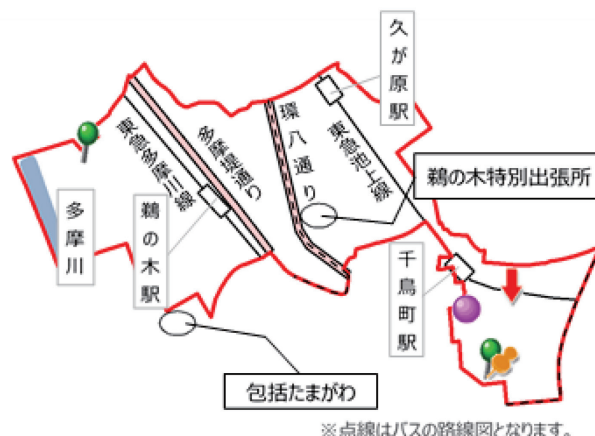 久が原駅
環八通り
東急池上線
多摩堤通り
東急多摩川線
鵜の木特別出張所
多摩川
鵜の木駅
千鳥町駅
包括たまがわ
※点線はバスの路線図となります。